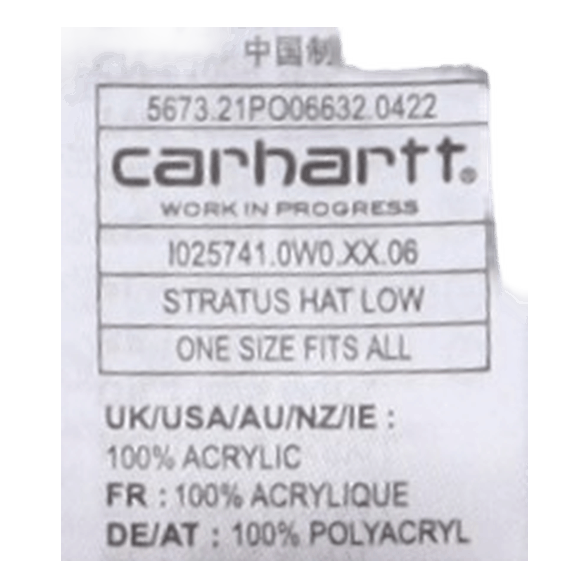 中国制
5673.21PO06632.0422
carhartt®
WORK IN PROGRESS
I025741.0W0.XX.06
STRATUS HAT LOW
ONE SIZE FITS ALL
UK/USA/AU/NZ/IE :
100% ACRYLIC
FR : 100% ACRYLIQUE
DE/AT : 100% POLYACRYL